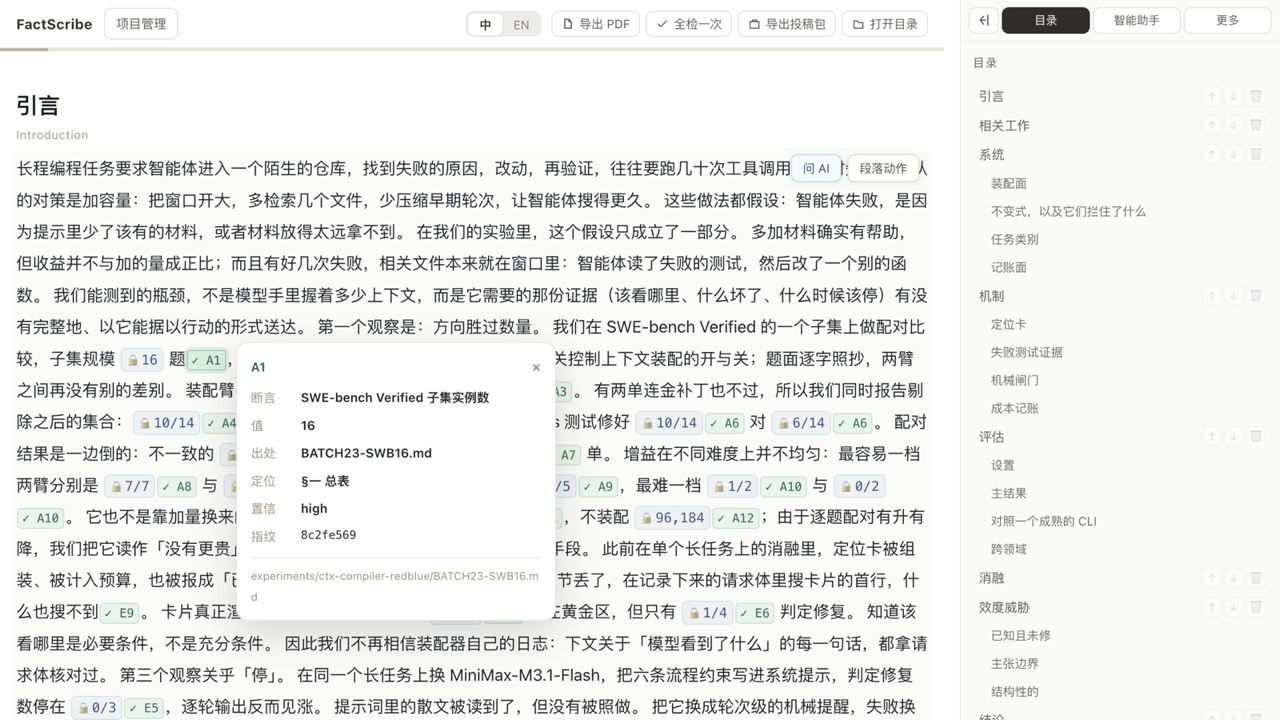 FactScribe
项目管理
中
EN
导出 PDF
全检一次
导出投稿包
打开目录
目录
智能助手
更多
引言
Introduction
长程编程任务要求智能体进入一个陌生的仓库，找到失败的原因，改动，再验证，往往要跑几十次工具调用
问 AI
段落动作
的对策是加容量：把窗口开大，多检索几个文件，少压缩早期轮次，让智能体搜得更久。 这些做法都假设：智能体失败，是因
为提示里少了该有的材料，或者材料放得太远拿不到。 在我们的实验里，这个假设只成立了一部分。 多加材料确实有帮助，
但收益并不与加的量成正比；而且有好几次失败，相关文件本来就在窗口里：智能体读了失败的测试，然后改了一个别的函
数。 我们能测到的瓶颈，不是模型手里握着多少上下文，而是它需要的那份证据（该看哪里、什么坏了、什么时候该停）有没
有完整地、以它能据以行动的形式送达。 第一个观察是：方向胜过数量。 我们在 SWE-bench Verified 的一个子集上做配对比
较，子集规模 16 题 ✓ A1 ， 关控制上下文装配的开与关；题面逐字照抄，两臂
之间再没有别的差别。 装配臂 A3 。 有两单连金补丁也不过，所以我们同时报告剔
除之后的集合： 10/14 ✓ A4 测试修好 10/14 ✓ A6 对 6/14 ✓ A6 。 配对
结果是一边倒的：不一致的 A7 单。 增益在不同难度上并不均匀：最容易一档
两臂分别是 7/7 ✓ A8 与 /5 ✓ A9 ，最难一档 1/2 ✓ A10 与 0/2
✓ A10 。 它也不是靠加量换来 ，不装配 96,184 ✓ A12 ；由于逐题配对有升有
降，我们把它读作「没有更贵」 手段。 此前在单个长任务上的消融里，定位卡被组
装、被计入预算，也被报成「 节丢了，在记录下来的请求体里搜卡片的首行，什
么也搜不到 ✓ E9 。 卡片真正 黄金区，但只有 1/4 ✓ E6 判定修复。 知道该
看哪里是必要条件，不是充分条件。 因此我们不再相信装配器自己的日志：下文关于「模型看到了什么」的每一句话，都拿请
求体核对过。 第三个观察关乎「停」。 在同一个长任务上换 MiniMax-M3.1-Flash，把六条流程约束写进系统提示，判定修复
数停在 0/3 ✓ E5 ，逐轮输出反而见涨。 提示词里的散文被读到了，但没有被照做。 把它换成轮次级的机械提醒，失败换
A1
×
断言 SWE-bench Verified 子集实例数
值 16
出处 BATCH23-SWB16.md
定位 §一 总表
置信 high
指纹 8c2fe569
experiments/ctx-compiler-redblue/BATCH23-SWB16.m
d
目录
引言
相关工作
系统
装配面
不变式，以及它们拦住了什么
任务类别
记账面
机制
定位卡
失败测试证据
机械闸门
成本记账
评估
设置
主结果
对照一个成熟的 CLI
跨领域
消融
效度威胁
已知且未修
主张边界
结构性的
结论